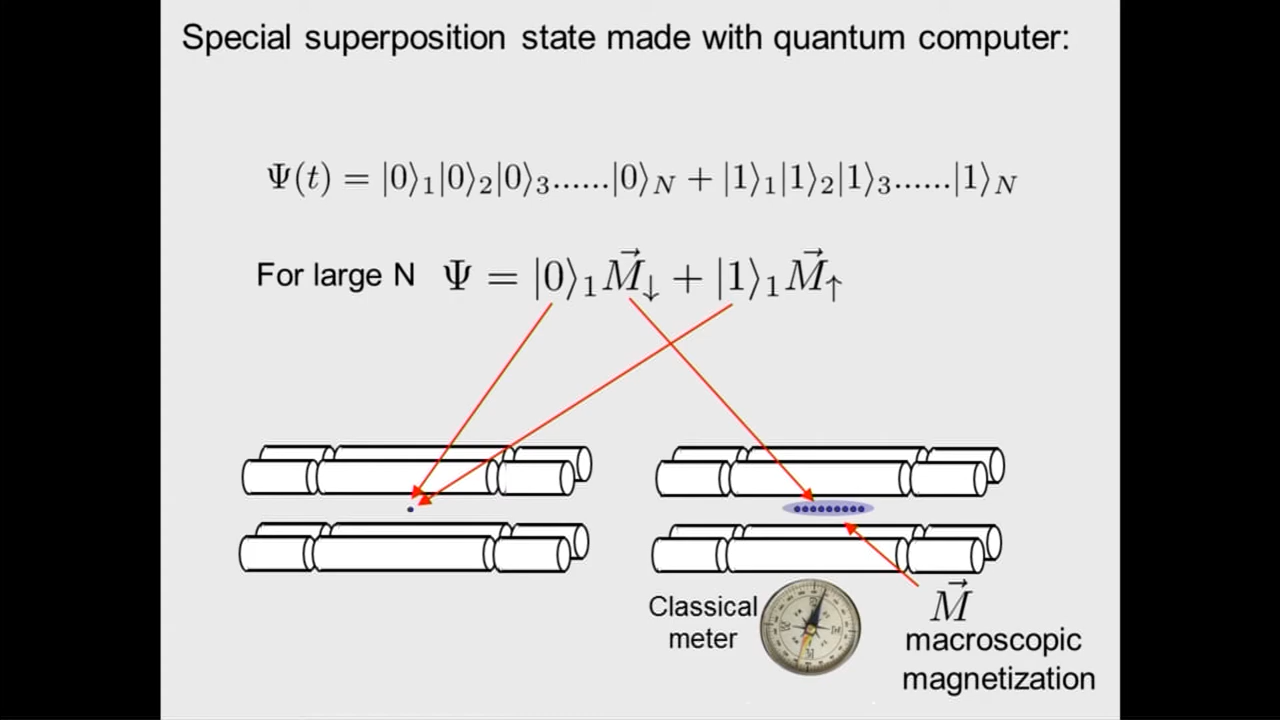 Special superposition state made with quantum computer:
Ψ(t) = |0⟩₁|0⟩₂|0⟩₃......|0⟩_N + |1⟩₁|1⟩₂|1⟩₃......|1⟩_N
For large N Ψ = |0⟩₁M⃗↓ + |1⟩₁M⃗↑
Classical
meter
M⃗
macroscopic
magnetization